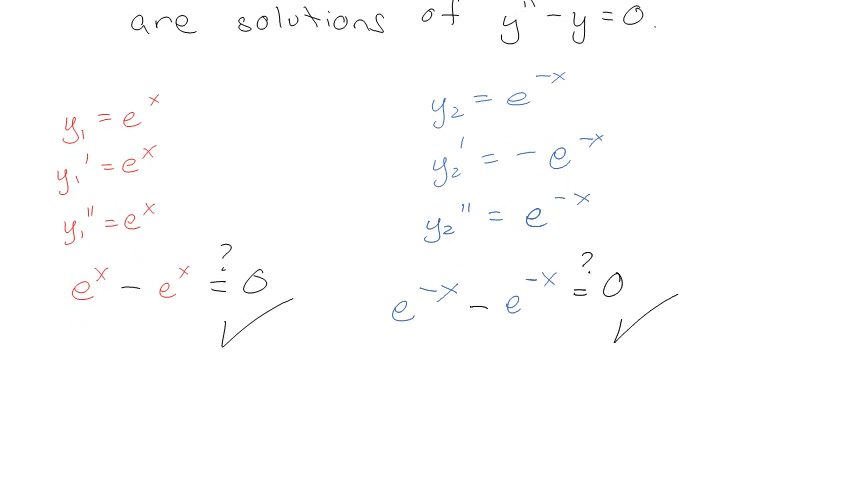 are solutions of y'' - y = 0.
y₁ = eˣ
y₁' = eˣ
y₁'' = eˣ
eˣ - eˣ ≟ 0 ✓
y₂ = e⁻ˣ
y₂' = - e⁻ˣ
y₂'' = e⁻ˣ
e⁻ˣ - e⁻ˣ ≟ 0 ✓